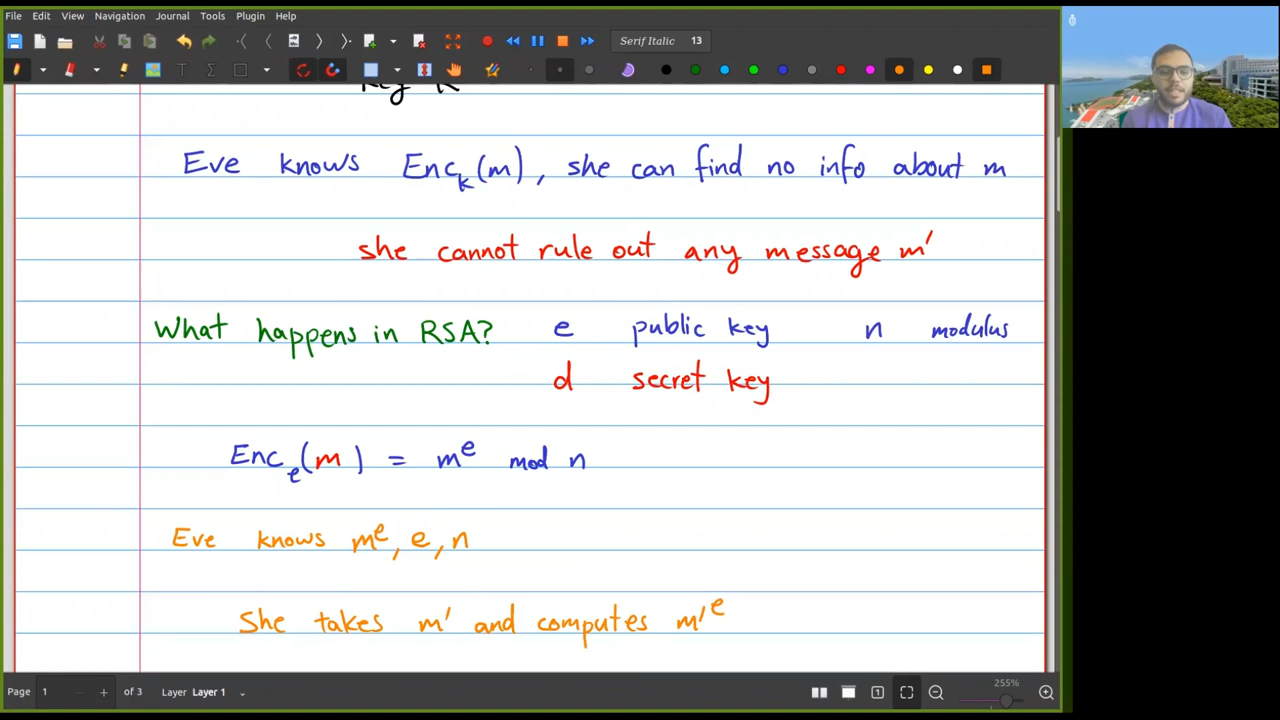 File Edit View Navigation Journal Tools Plugin Help
Serif Italic 13
key K
Eve knows Enc_k(m), she can find no info about m
she cannot rule out any message m'
What happens in RSA? e public key n modulus
d secret key
Enc_e(m) = m^e mod n
Eve knows m^e, e, n
She takes m' and computes m'^e
Page 1 of 3 Layer Layer 1 255%